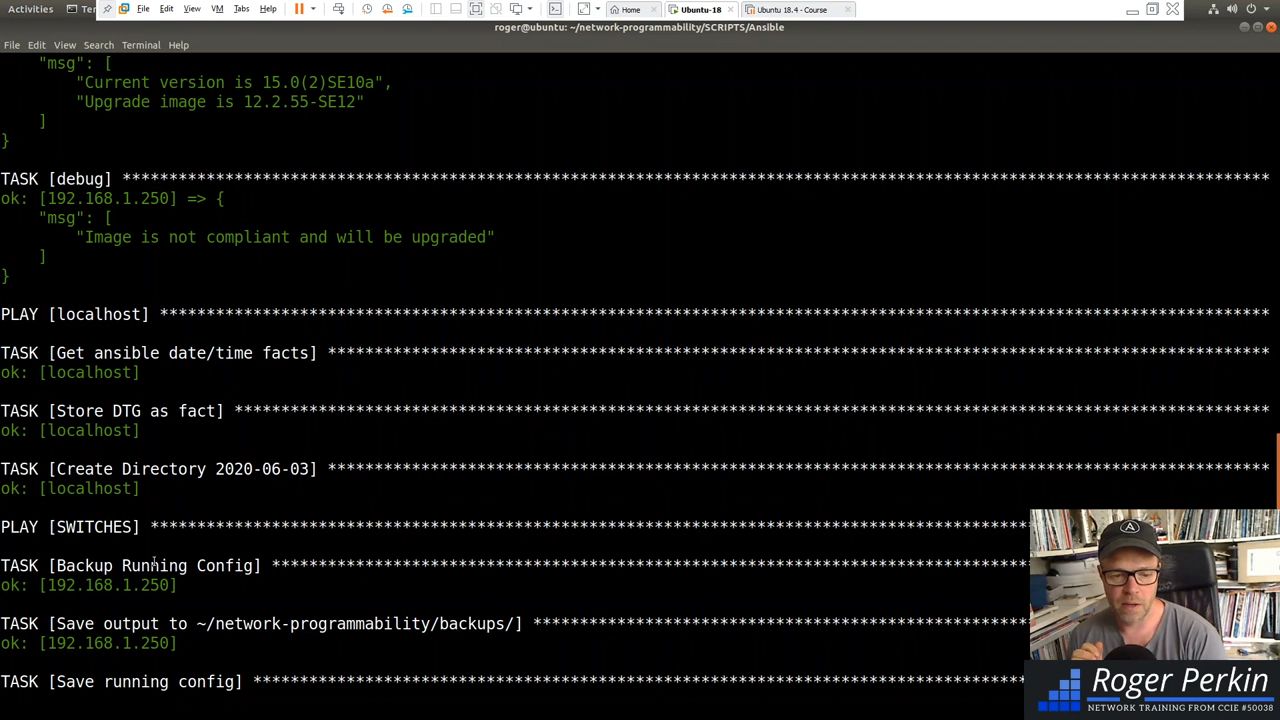 Activities
Ter
File Edit View VM Tabs Help
Home
Ubuntu-18
Ubuntu 18.4 - Course
roger@ubuntu: ~/network-programmability/SCRIPTS/Ansible
File Edit View Search Terminal Help
"msg": [
"Current version is 15.0(2)SE10a",
"Upgrade image is 12.2.55-SE12"
]
}
TASK [debug] ****************************************************************************************************************************
ok: [192.168.1.250] => {
"msg": [
"Image is not compliant and will be upgraded"
]
}
PLAY [localhost] ************************************************************************************************************************
TASK [Get ansible date/time facts] ******************************************************************************************************
ok: [localhost]
TASK [Store DTG as fact] ****************************************************************************************************************
ok: [localhost]
TASK [Create Directory 2020-06-03] ******************************************************************************************************
ok: [localhost]
PLAY [SWITCHES] **********************************************************************************************
TASK [Backup Running Config] *********************************************************************************
ok: [192.168.1.250]
TASK [Save output to ~/network-programmability/backups/] *****************************************************
ok: [192.168.1.250]
TASK [Save running config] ***********************************************************************************
Roger Perkin
NETWORK TRAINING FROM CCIE #50038